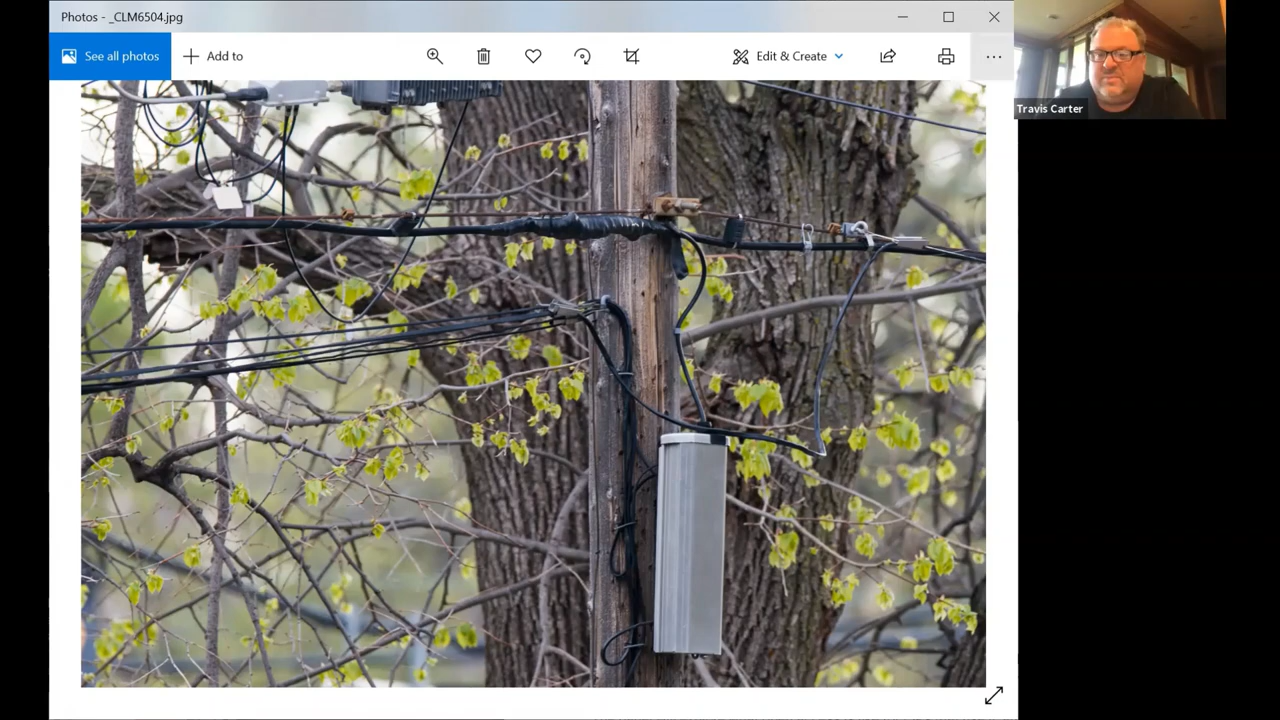 Photos - _CLM6504.jpg
See all photos
Add to
Edit & Create
Travis Carter